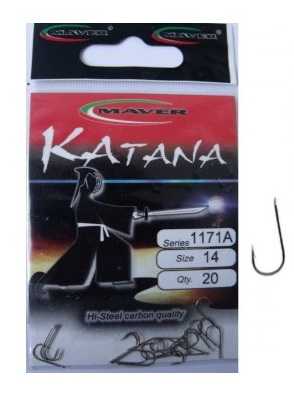 MAVER MAVER
MAVER
KATANA
Series 1171A
Size 14
Qty. 20
Hi-Steel carbon quality